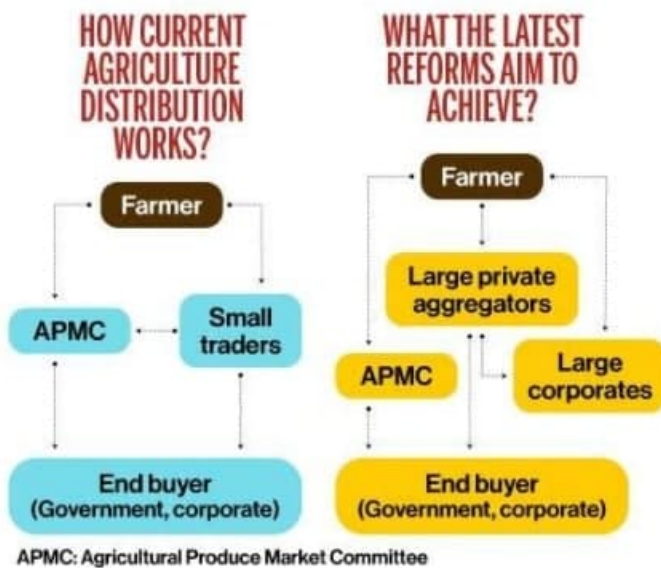 HOW CURRENT
AGRICULTURE
DISTRIBUTION
WORKS?
Farmer
APMC
Small
traders
End buyer
(Government, corporate)
WHAT THE LATEST
REFORMS AIM TO
ACHIEVE?
Farmer
Large private
aggregators
APMC
Large
corporates
End buyer
(Government, corporate)
APMC: Agricultural Produce Market Committee